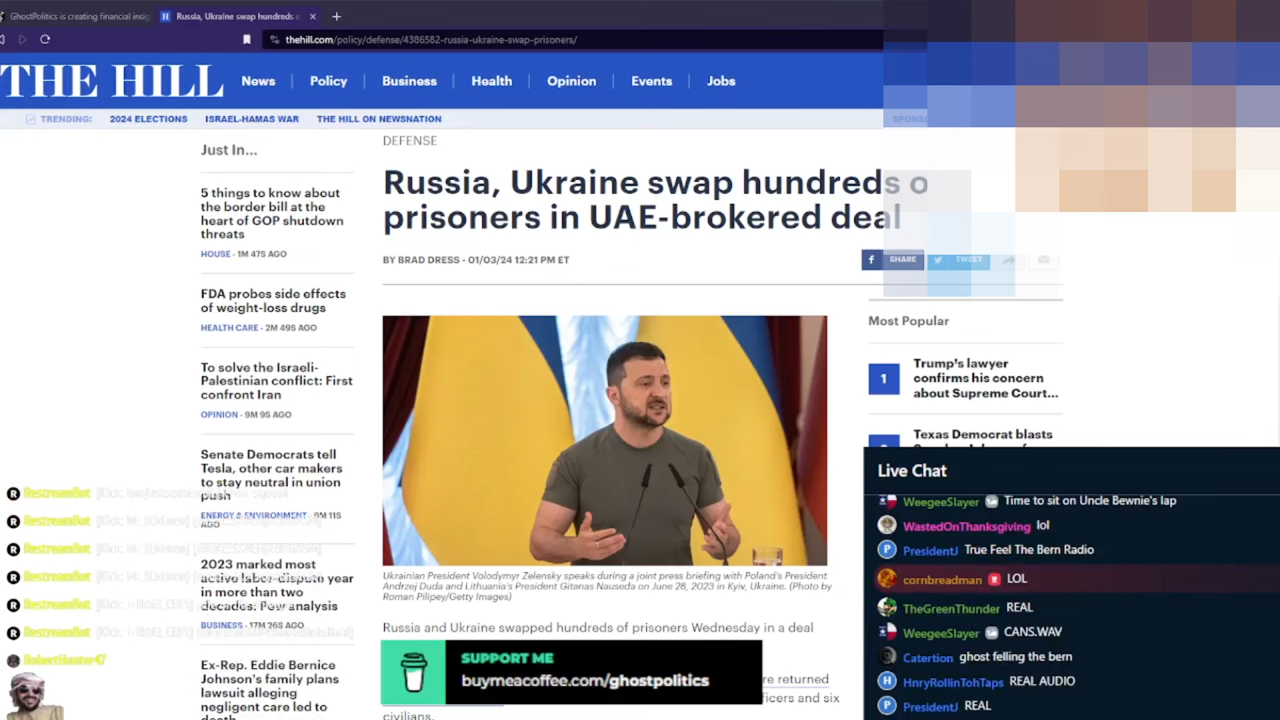 GhostPolitics is creating financial insig
Russia, Ukraine swap hundreds o
thehill.com/policy/defense/4386582-russia-ukraine-swap-prisoners/
THE HILL
News
Policy
Business
Health
Opinion
Events
Jobs
TRENDING:
2024 ELECTIONS
ISRAEL-HAMAS WAR
THE HILL ON NEWSNATION
SPONS
Just In...
5 things to know about
the border bill at the
heart of GOP shutdown
threats
HOUSE - 1M 47S AGO
FDA probes side effects
of weight-loss drugs
HEALTH CARE - 2M 49S AGO
To solve the Israeli-
Palestinian conflict: First
confront Iran
OPINION - 9M 9S AGO
Senate Democrats tell
Tesla, other car makers
to stay neutral in union
push
ENERGY & ENVIRONMENT - 9M 11S
AGO
2023 marked most
active labor-dispute year
in more than two
decades: Pew analysis
BUSINESS - 17M 26S AGO
Ex-Rep. Eddie Bernice
Johnson's family plans
lawsuit alleging
negligent care led to
death
RestreamBot
RestreamBot
RestreamBot
RestreamBot
RestreamBot
RestreamBot
RobertHunter47
DEFENSE
Russia, Ukraine swap hundreds o
prisoners in UAE-brokered deal
BY BRAD DRESS - 01/03/24 12:21 PM ET
SHARE
TWEET
Ukrainian President Volodymyr Zelensky speaks during a joint press briefing with Poland's President
Andrzej Duda and Lithuania's President Gitanas Nauseda on June 28, 2023 in Kyiv, Ukraine. (Photo by
Roman Pilipey/Getty Images)
Russia and Ukraine swapped hundreds of prisoners Wednesday in a deal
re returned
ficers and six
civilians.
SUPPORT ME
buymeacoffee.com/ghostpolitics
Most Popular
1
Trump's lawyer
confirms his concern
about Supreme Court...
Texas Democrat blasts
Live Chat
WeegeeSlayer Time to sit on Uncle Bewnie's lap
WastedOnThanksgiving lol
PresidentJ True Feel The Bern Radio
cornbreadman LOL
TheGreenThunder REAL
WeegeeSlayer CANS.WAV
Catertion ghost felling the bern
HnryRollinTohTaps REAL AUDIO
PresidentJ REAL